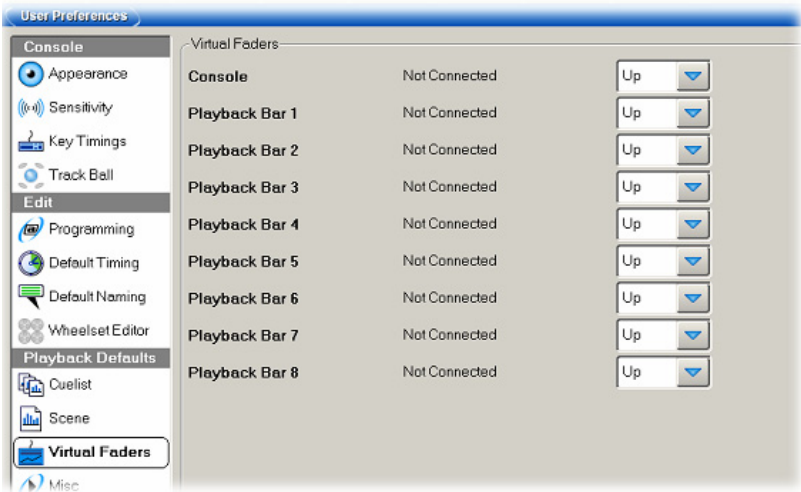 User Preferences
Console
Appearance
Sensitivity
Key Timings
Track Ball
Edit
Programming
Default Timing
Default Naming
Wheelset Editor
Playback Defaults
Cuelist
Scene
Virtual Faders
Misc
Virtual Faders
Console Not Connected Up
Playback Bar 1 Not Connected Up
Playback Bar 2 Not Connected Up
Playback Bar 3 Not Connected Up
Playback Bar 4 Not Connected Up
Playback Bar 5 Not Connected Up
Playback Bar 6 Not Connected Up
Playback Bar 7 Not Connected Up
Playback Bar 8 Not Connected Up